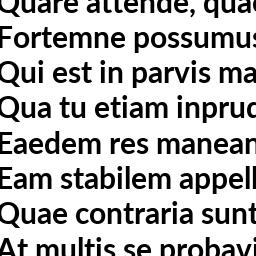 Quare attende, quae
Fortemne possumus
Qui est in parvis ma
Qua tu etiam inprud
Eaedem res manean
Eam stabilem appell
Quae contraria sunt
At multis se probavi